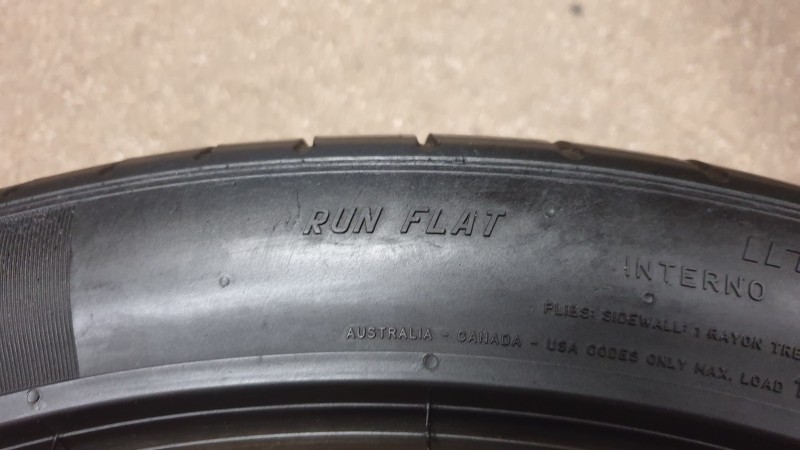 RUN FLAT
INTERNO
PLIES: SIDEWALL: 1 RAYON
AUSTRALIA - CANADA - USA CODES ONLY MAX. LOAD